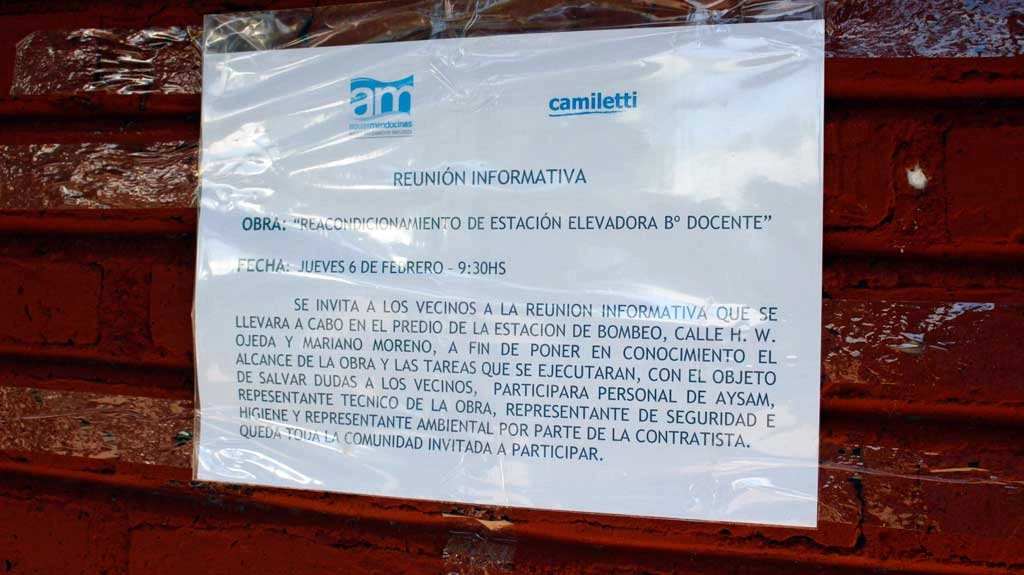 am
aguasmendocinas
camiletti
REUNIÓN INFORMATIVA
OBRA: “REACONDICIONAMIENTO DE ESTACIÓN ELEVADORA Bº DOCENTE”
FECHA: JUEVES 6 DE FEBRERO - 9:30HS
SE INVITA A LOS VECINOS A LA REUNION INFORMATIVA QUE SE
LLEVARA A CABO EN EL PREDIO DE LA ESTACION DE BOMBEO, CALLE H. W.
OJEDA Y MARIANO MORENO, A FIN DE PONER EN CONOCIMIENTO EL
ALCANCE DE LA OBRA Y LAS TAREAS QUE SE EJECUTARAN, CON EL OBJETO
DE SALVAR DUDAS A LOS VECINOS, PARTICIPARA PERSONAL DE AYSAM,
REPESENTANTE TECNICO DE LA OBRA, REPRESENTANTE DE SEGURIDAD E
HIGIENE Y REPRESENTANTE AMBIENTAL POR PARTE DE LA CONTRATISTA.
QUEDA TODA LA COMUNIDAD INVITADA A PARTICIPAR.